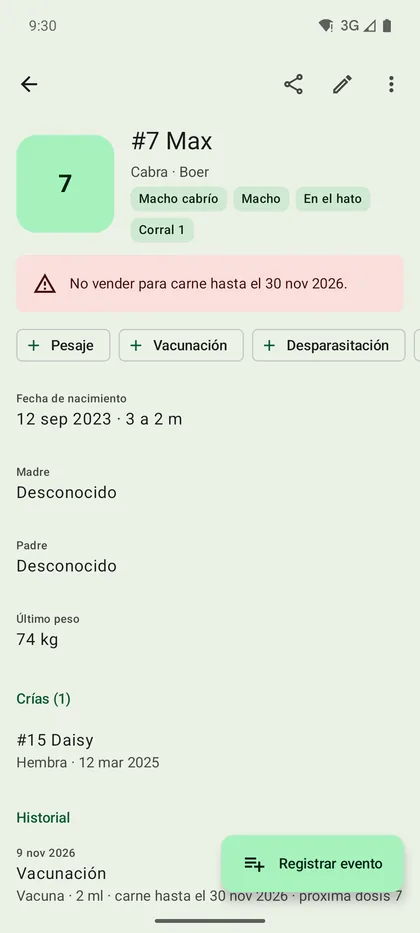 9:30
3G
#7 Max
7
Cabra · Boer
Macho cabrío
Macho
En el hato
Corral 1
No vender para carne hasta el 30 nov 2026.
Pesaje
Vacunación
Desparasitación
Fecha de nacimiento
12 sep 2023 · 3 a 2 m
Madre
Desconocido
Padre
Desconocido
Último peso
74 kg
Crías (1)
#15 Daisy
Hembra · 12 mar 2025
Historial
9 nov 2026
Vacunación
Registrar evento
Vacuna · 2 ml · carne hasta el 30 nov 2026 · próxima dosis 7